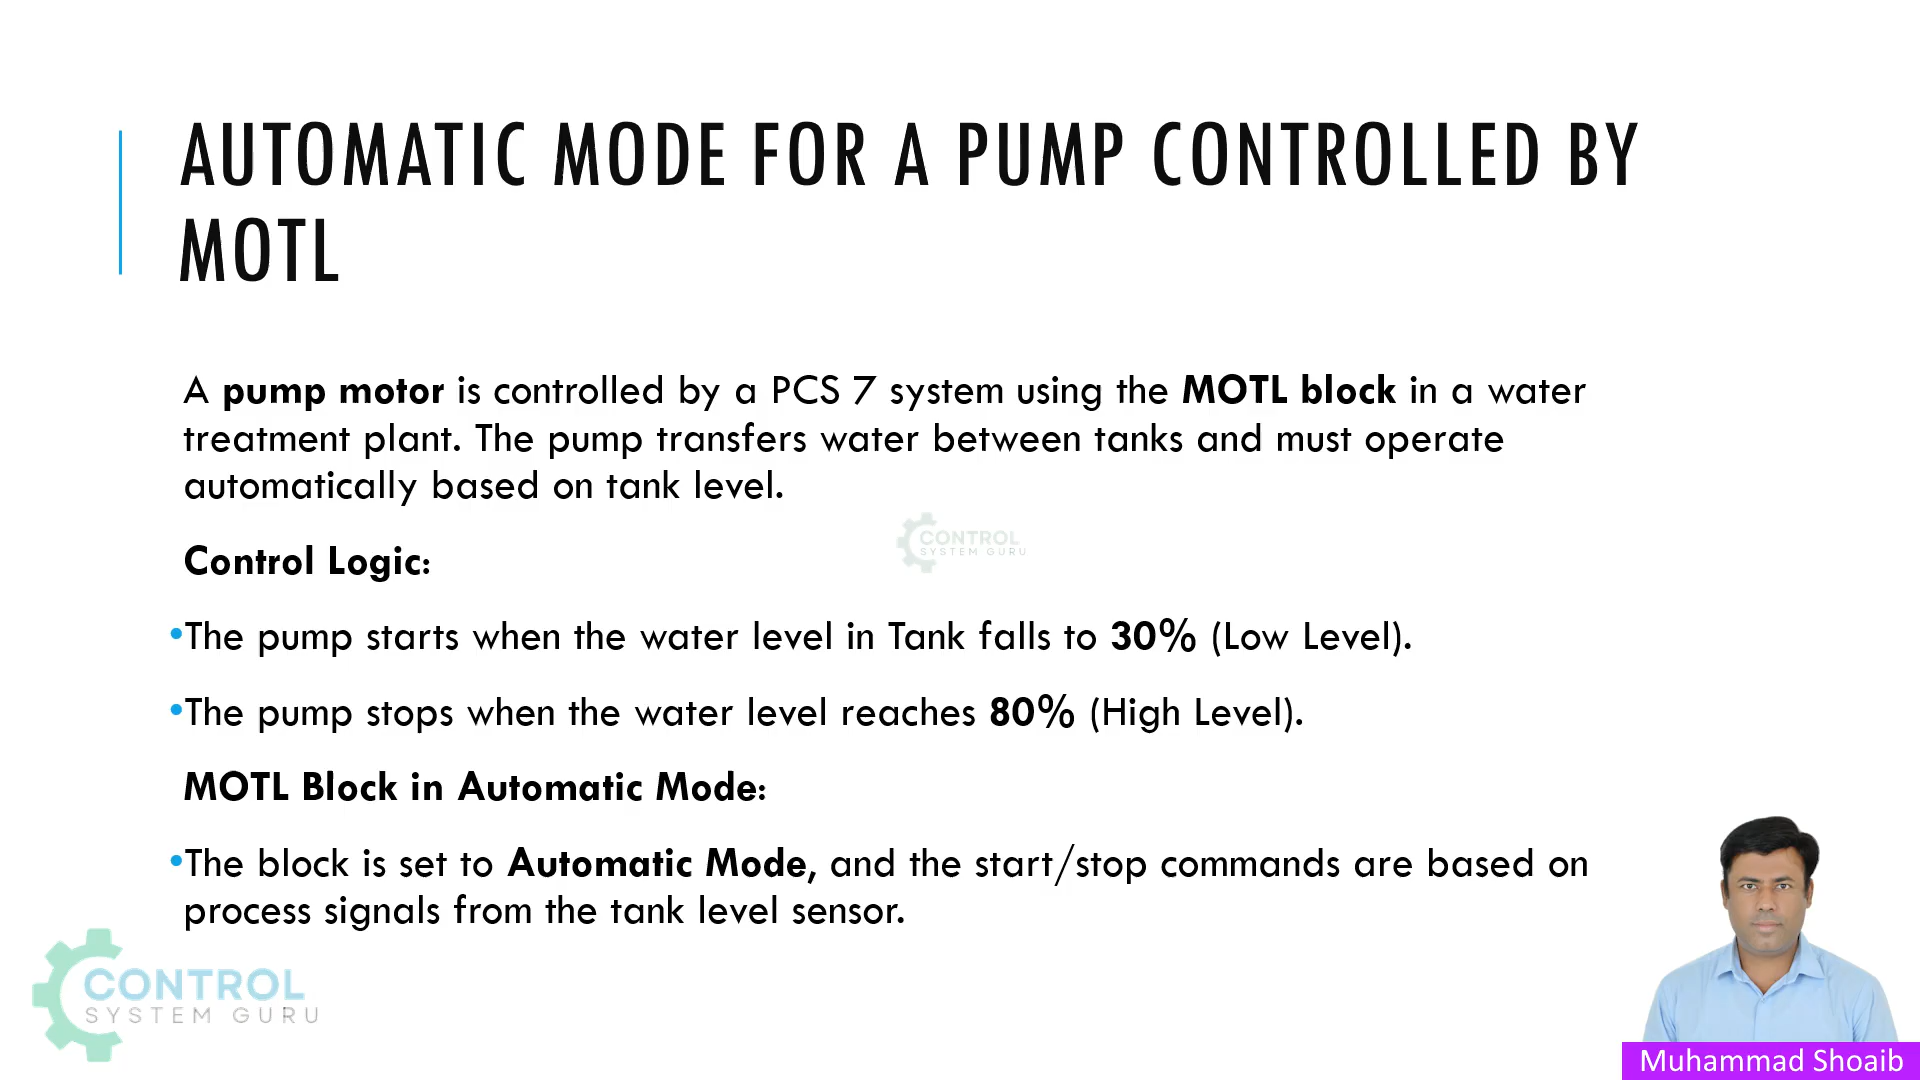 AUTOMATIC MODE FOR A PUMP CONTROLLED BY
MOTL
A pump motor is controlled by a PCS 7 system using the MOTL block in a water
treatment plant. The pump transfers water between tanks and must operate
automatically based on tank level.
CONTROL
SYSTEM GURU
Control Logic:
•The pump starts when the water level in Tank falls to 30% (Low Level).
•The pump stops when the water level reaches 80% (High Level).
MOTL Block in Automatic Mode:
•The block is set to Automatic Mode, and the start/stop commands are based on
process signals from the tank level sensor.
CONTROL
SYSTEM GURU
Muhammad Shoaib